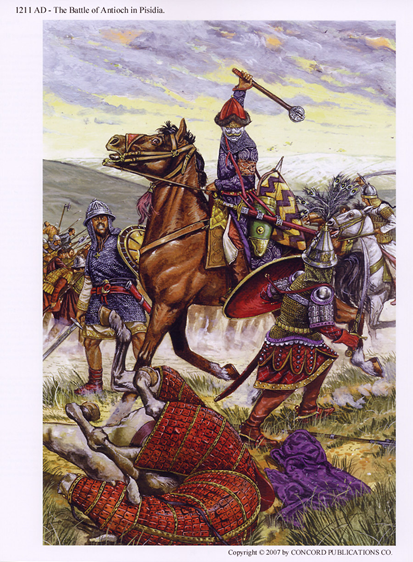 1211 AD - The Battle of Antioch in Pisidia.
Copyright © 2007 by CONCORD PUBLICATIONS CO.